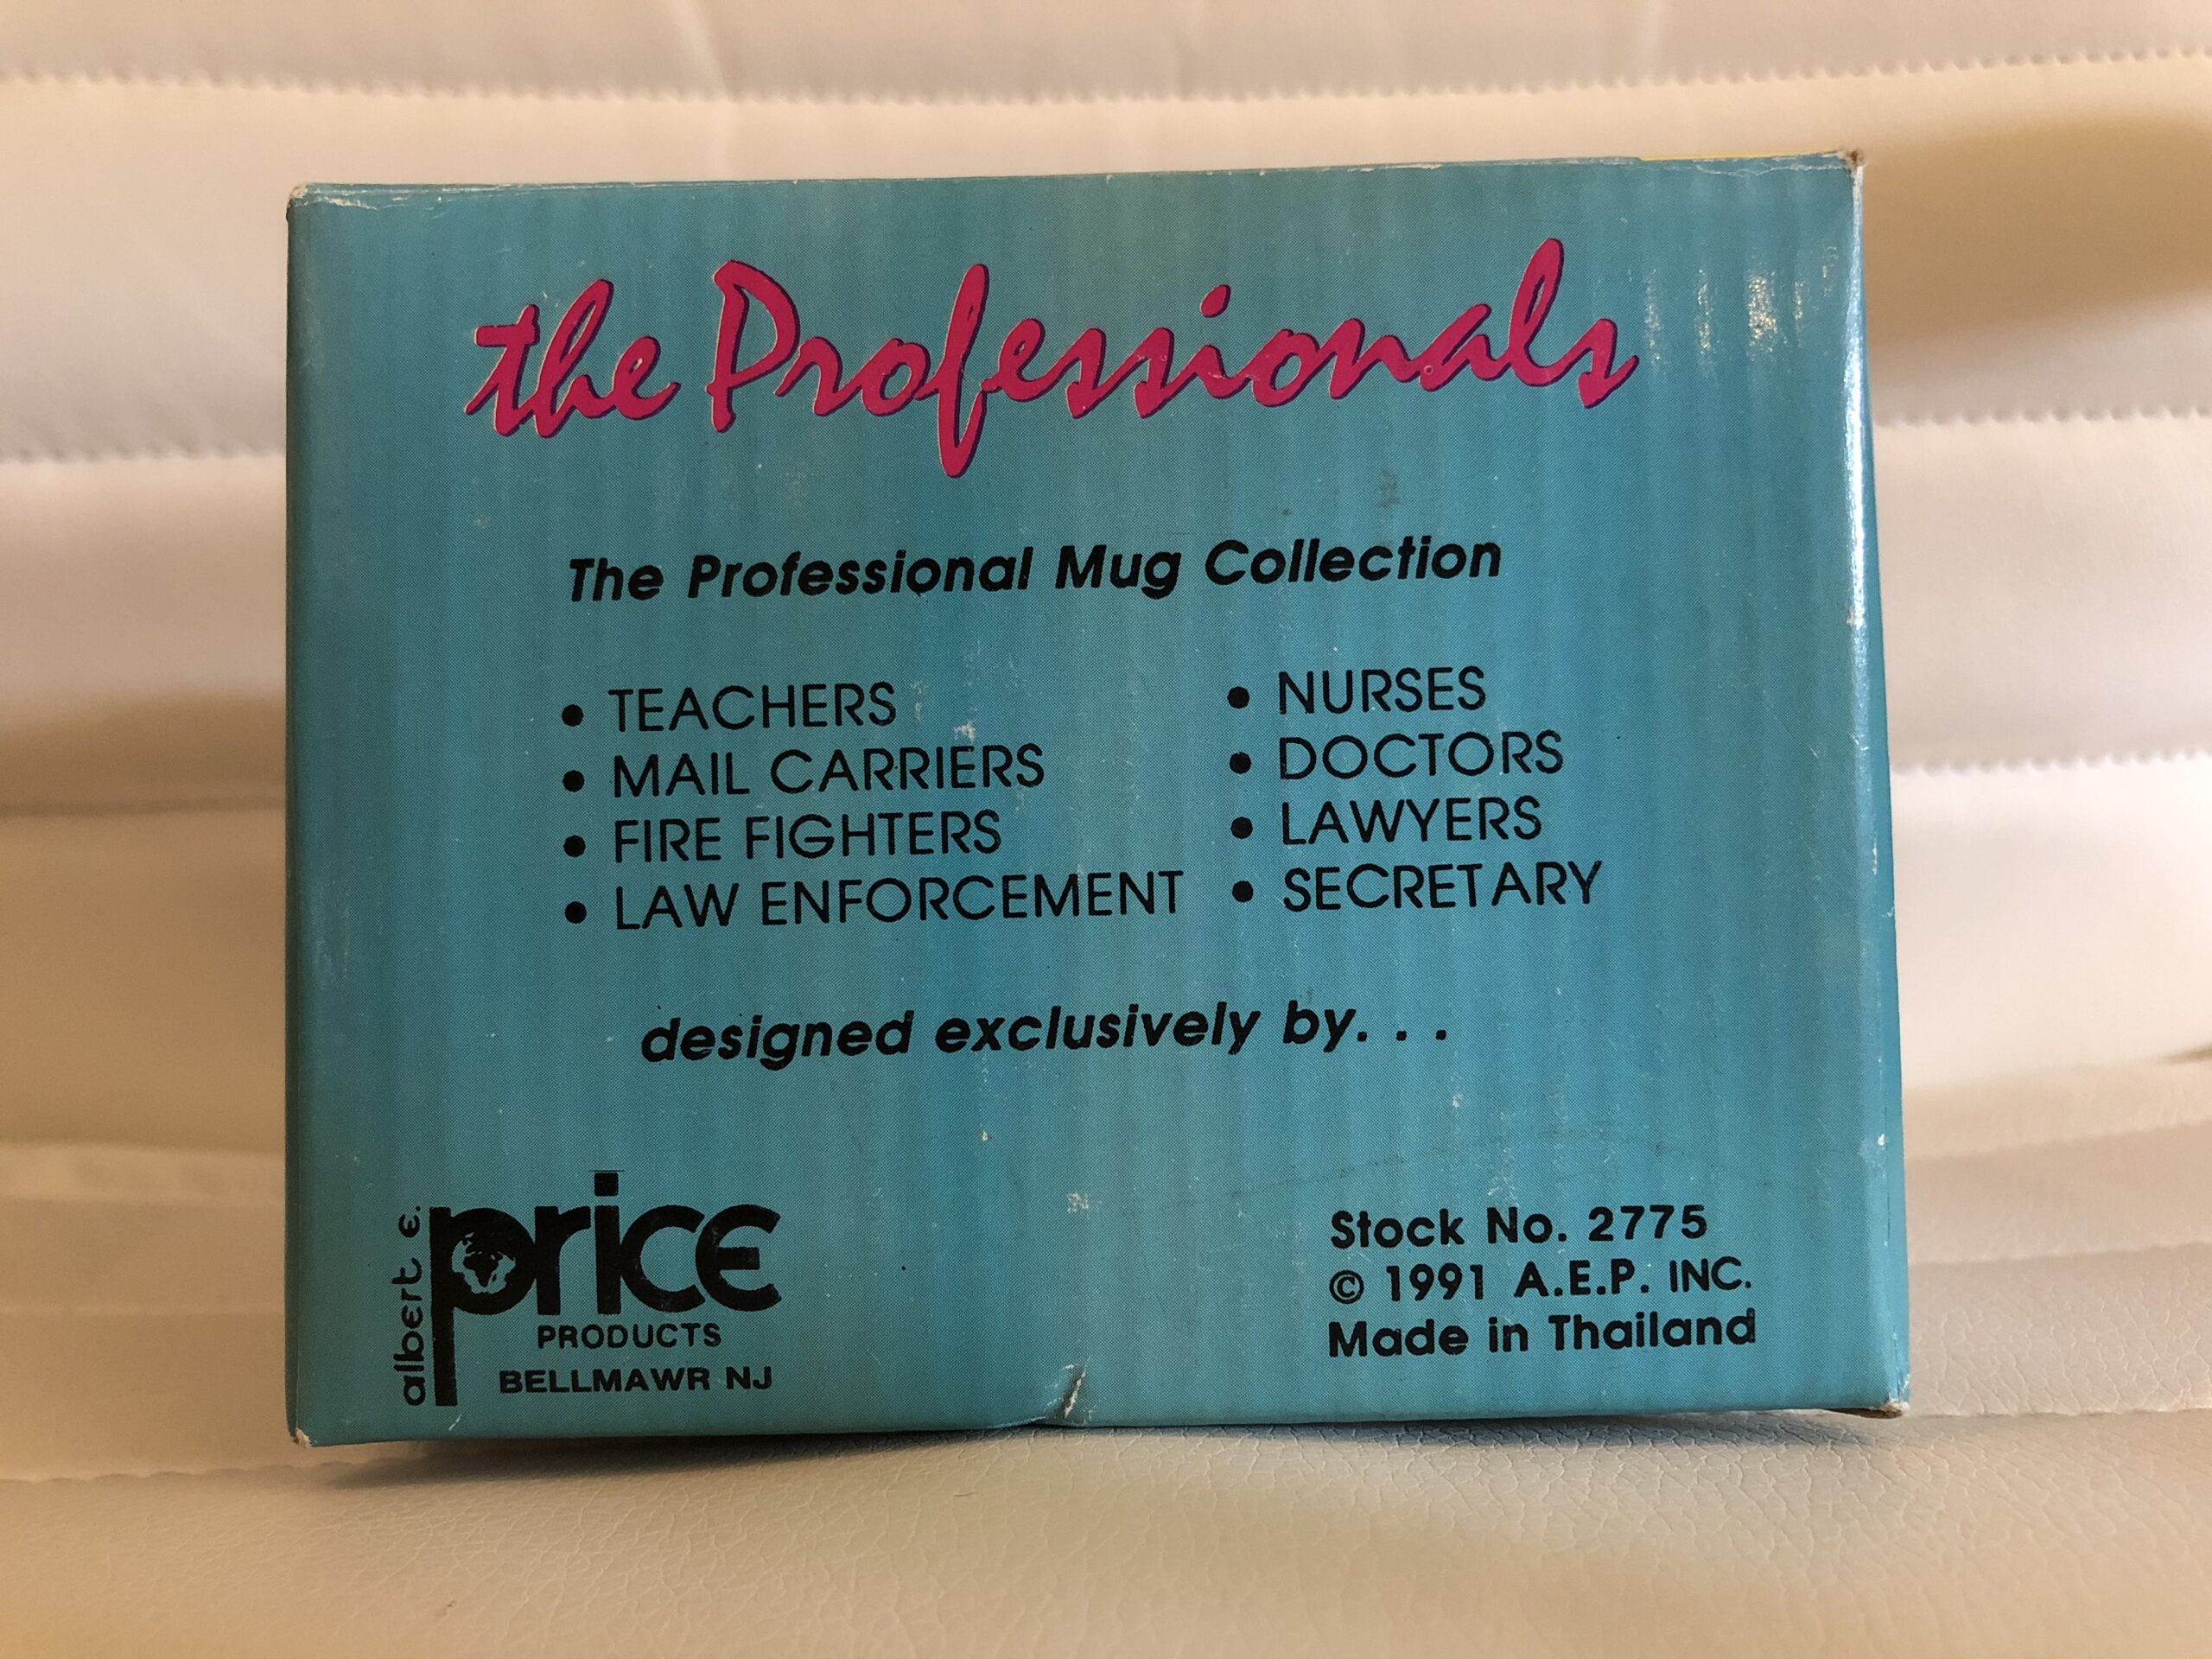 the Professionals
The Professional Mug Collection
• TEACHERS
• MAIL CARRIERS
• FIRE FIGHTERS
• LAW ENFORCEMENT
• NURSES
• DOCTORS
• LAWYERS
• SECRETARY
designed exclusively by. . .
albert e.
price
PRODUCTS
BELLMAWR NJ
Stock No. 2775
© 1991 A.E.P. INC.
Made in Thailand